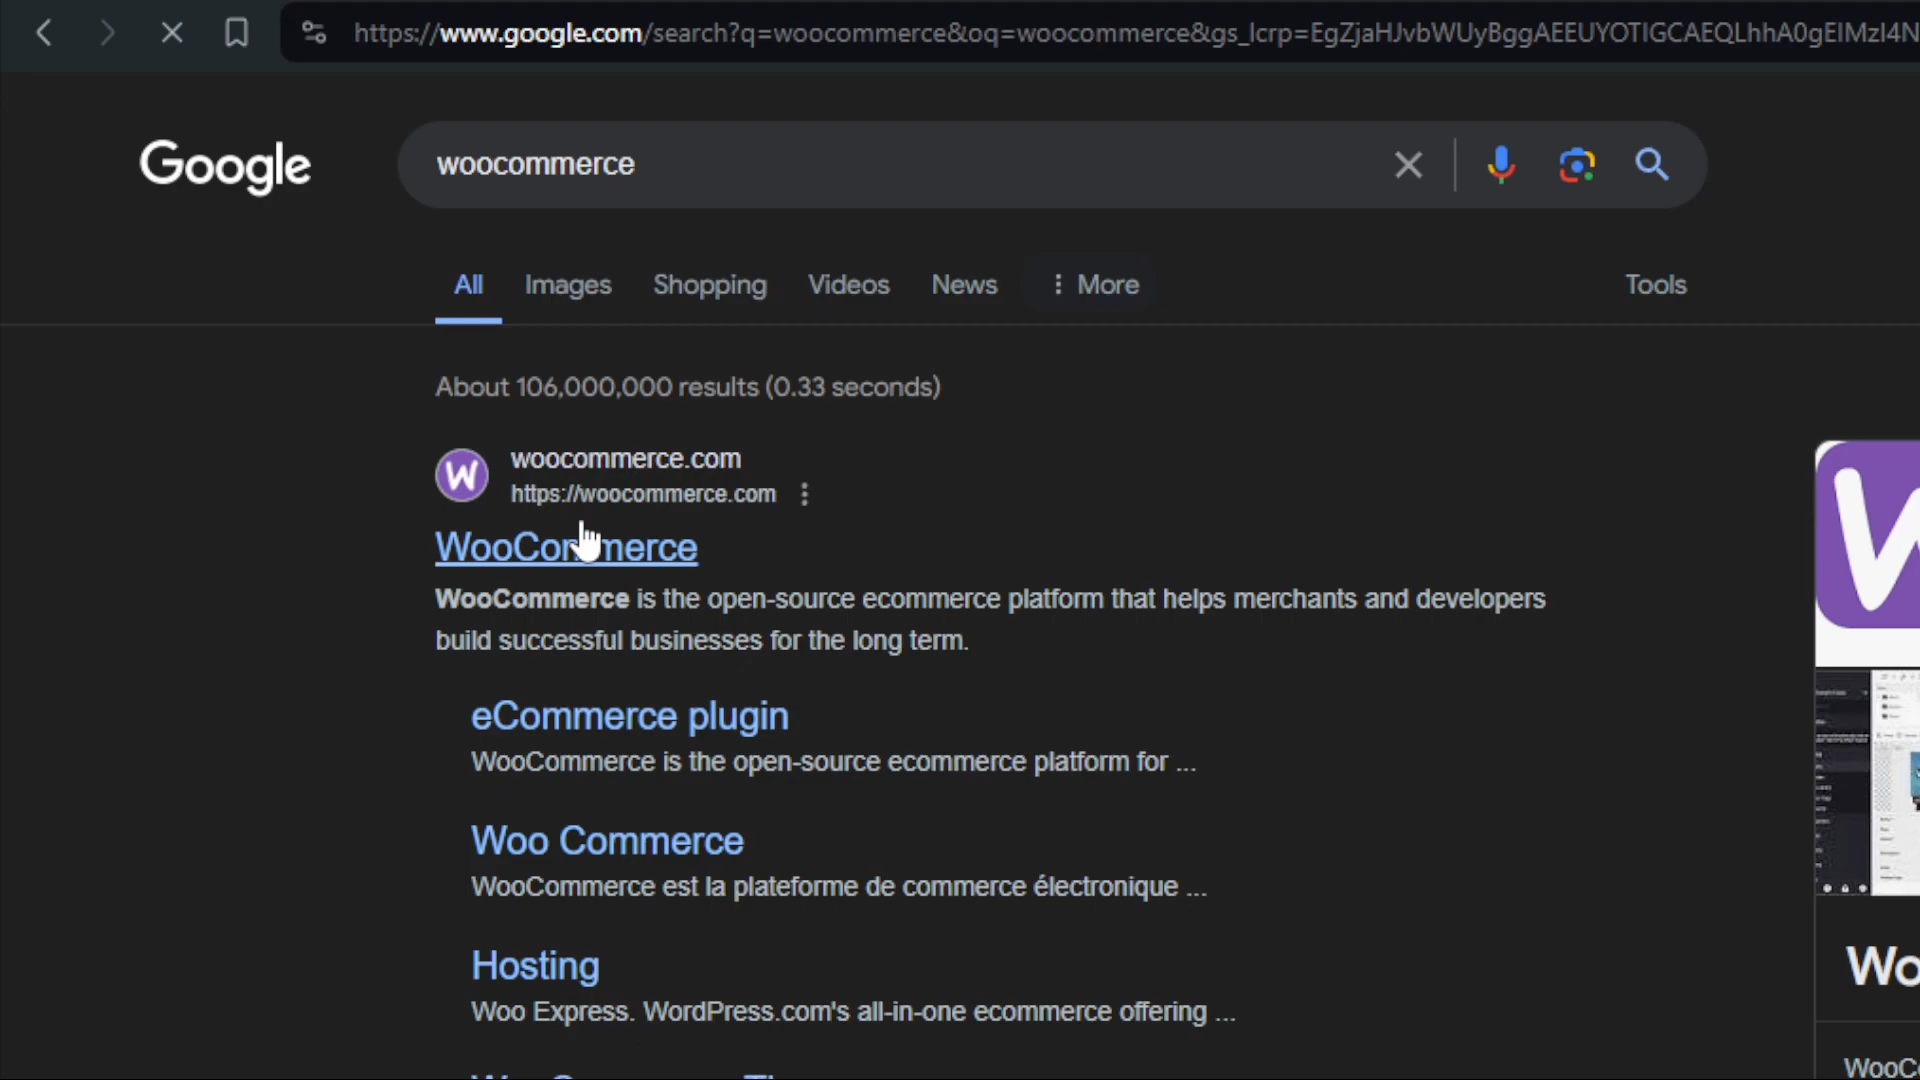 https://www.google.com/search?q=woocommerce&oq=woocommerce&gs_lcrp=EgZjaHJvbWUyBggAEEUYOTIGCAEQLhhA0gEIMzI4N
Google
woocommerce
All Images Shopping Videos News More Tools
About 106,000,000 results (0.33 seconds)
W
woocommerce.com
https://woocommerce.com
WooCommerce
WooCommerce is the open-source ecommerce platform that helps merchants and developers
build successful businesses for the long term.
eCommerce plugin
WooCommerce is the open-source ecommerce platform for ...
Woo Commerce
WooCommerce est la plateforme de commerce électronique ...
Hosting
Woo Express. WordPress.com's all-in-one ecommerce offering ...
Wo
WooC